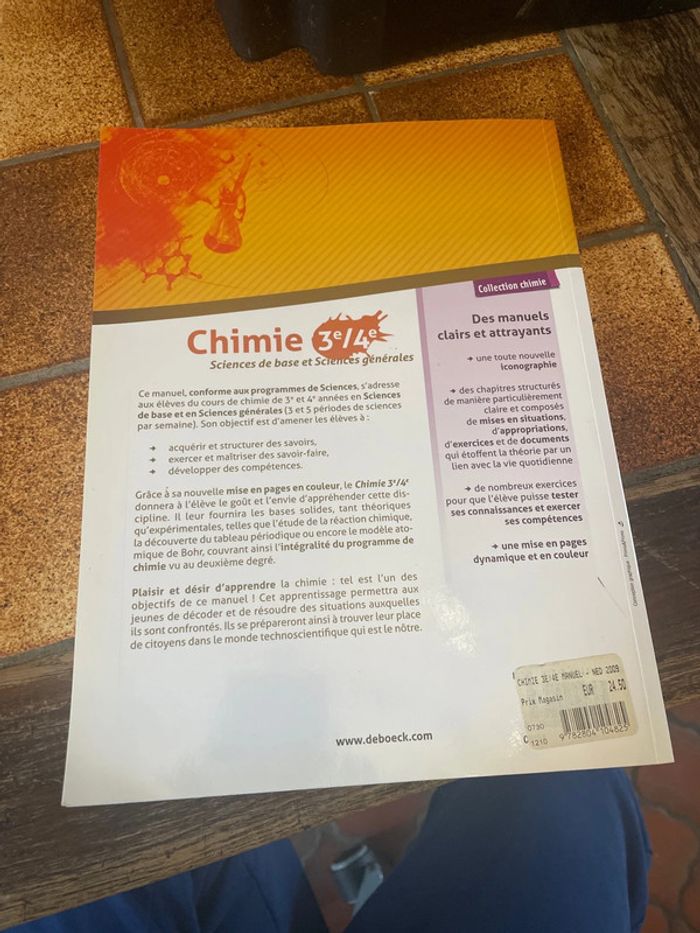 Collection chimie
Chimie 3e/4e
Sciences de base et Sciences générales
Ce manuel, conforme aux programmes de Sciences, s'adresse
aux élèves du cours de chimie de 3e et 4e années en Sciences
de base et en Sciences générales (3 et 5 périodes de sciences
par semaine). Son objectif est d'amener les élèves à :
➔ acquérir et structurer des savoirs,
➔ exercer et maîtriser des savoir-faire,
➔ développer des compétences.
Grâce à sa nouvelle mise en pages en couleur, le Chimie 3e/4e
donnera à l'élève le goût et l'envie d'appréhender cette dis-
cipline. Il leur fournira les bases solides, tant théoriques
qu'expérimentales, telles que l'étude de la réaction chimique,
la découverte du tableau périodique ou encore le modèle ato-
mique de Bohr, couvrant ainsi l'intégralité du programme de
chimie vu au deuxième degré.
Plaisir et désir d'apprendre la chimie : tel est l'un des
objectifs de ce manuel ! Cet apprentissage permettra aux
jeunes de décoder et de résoudre des situations auxquelles
ils sont confrontés. Ils se prépareront ainsi à trouver leur place
de citoyens dans le monde technoscientifique qui est le nôtre.
Des manuels
clairs et attrayants
➔ une toute nouvelle
iconographie
➔ des chapitres structurés
de manière particulièrement
claire et composés
de mises en situations,
d'appropriations,
d'exercices et de documents
qui étoffent la théorie par un
lien avec la vie quotidienne
➔ de nombreux exercices
pour que l'élève puisse tester
ses connaissances et exercer
ses compétences
➔ une mise en pages
dynamique et en couleur
www.deboeck.com
CHIMIE 3E/4E MANUEL - NED 2009
Prix Magasin EUR 24.50
0730
C 1210
9 782804 104825